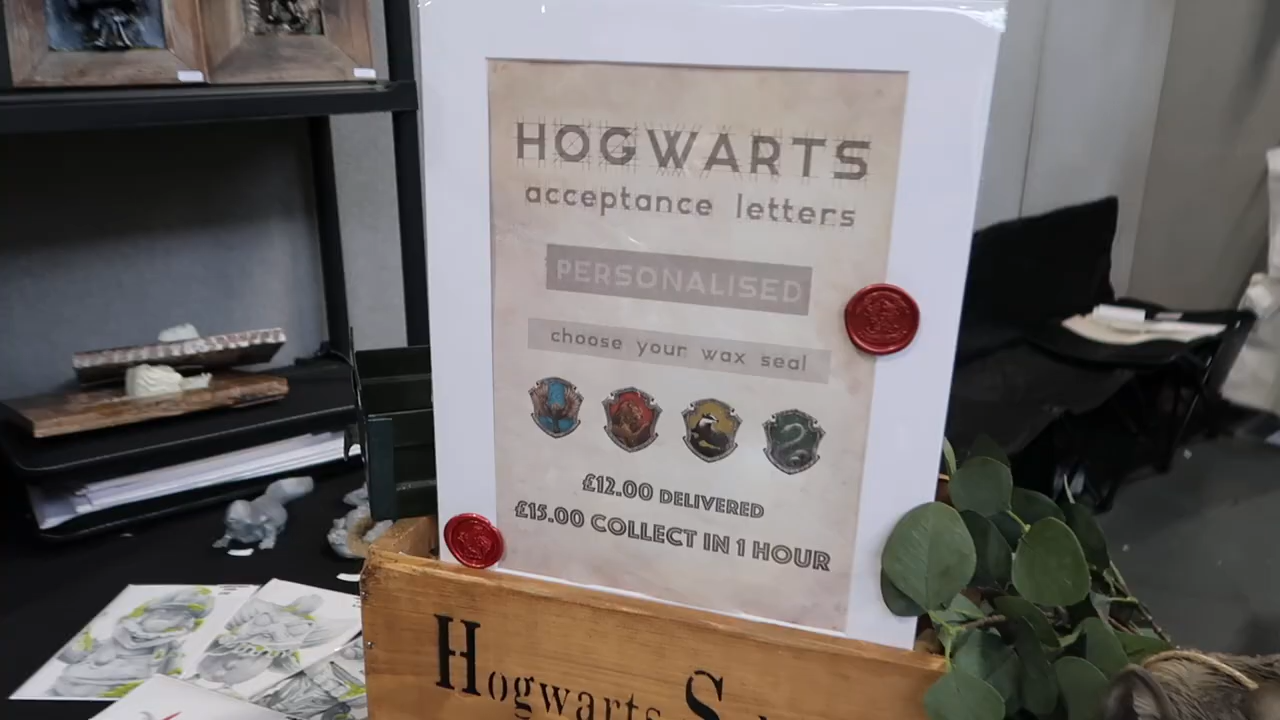 HOGWARTS
acceptance letters
PERSONALISED
choose your wax seal
£12.00 DELIVERED
£15.00 COLLECT IN 1 HOUR
Hogwarts